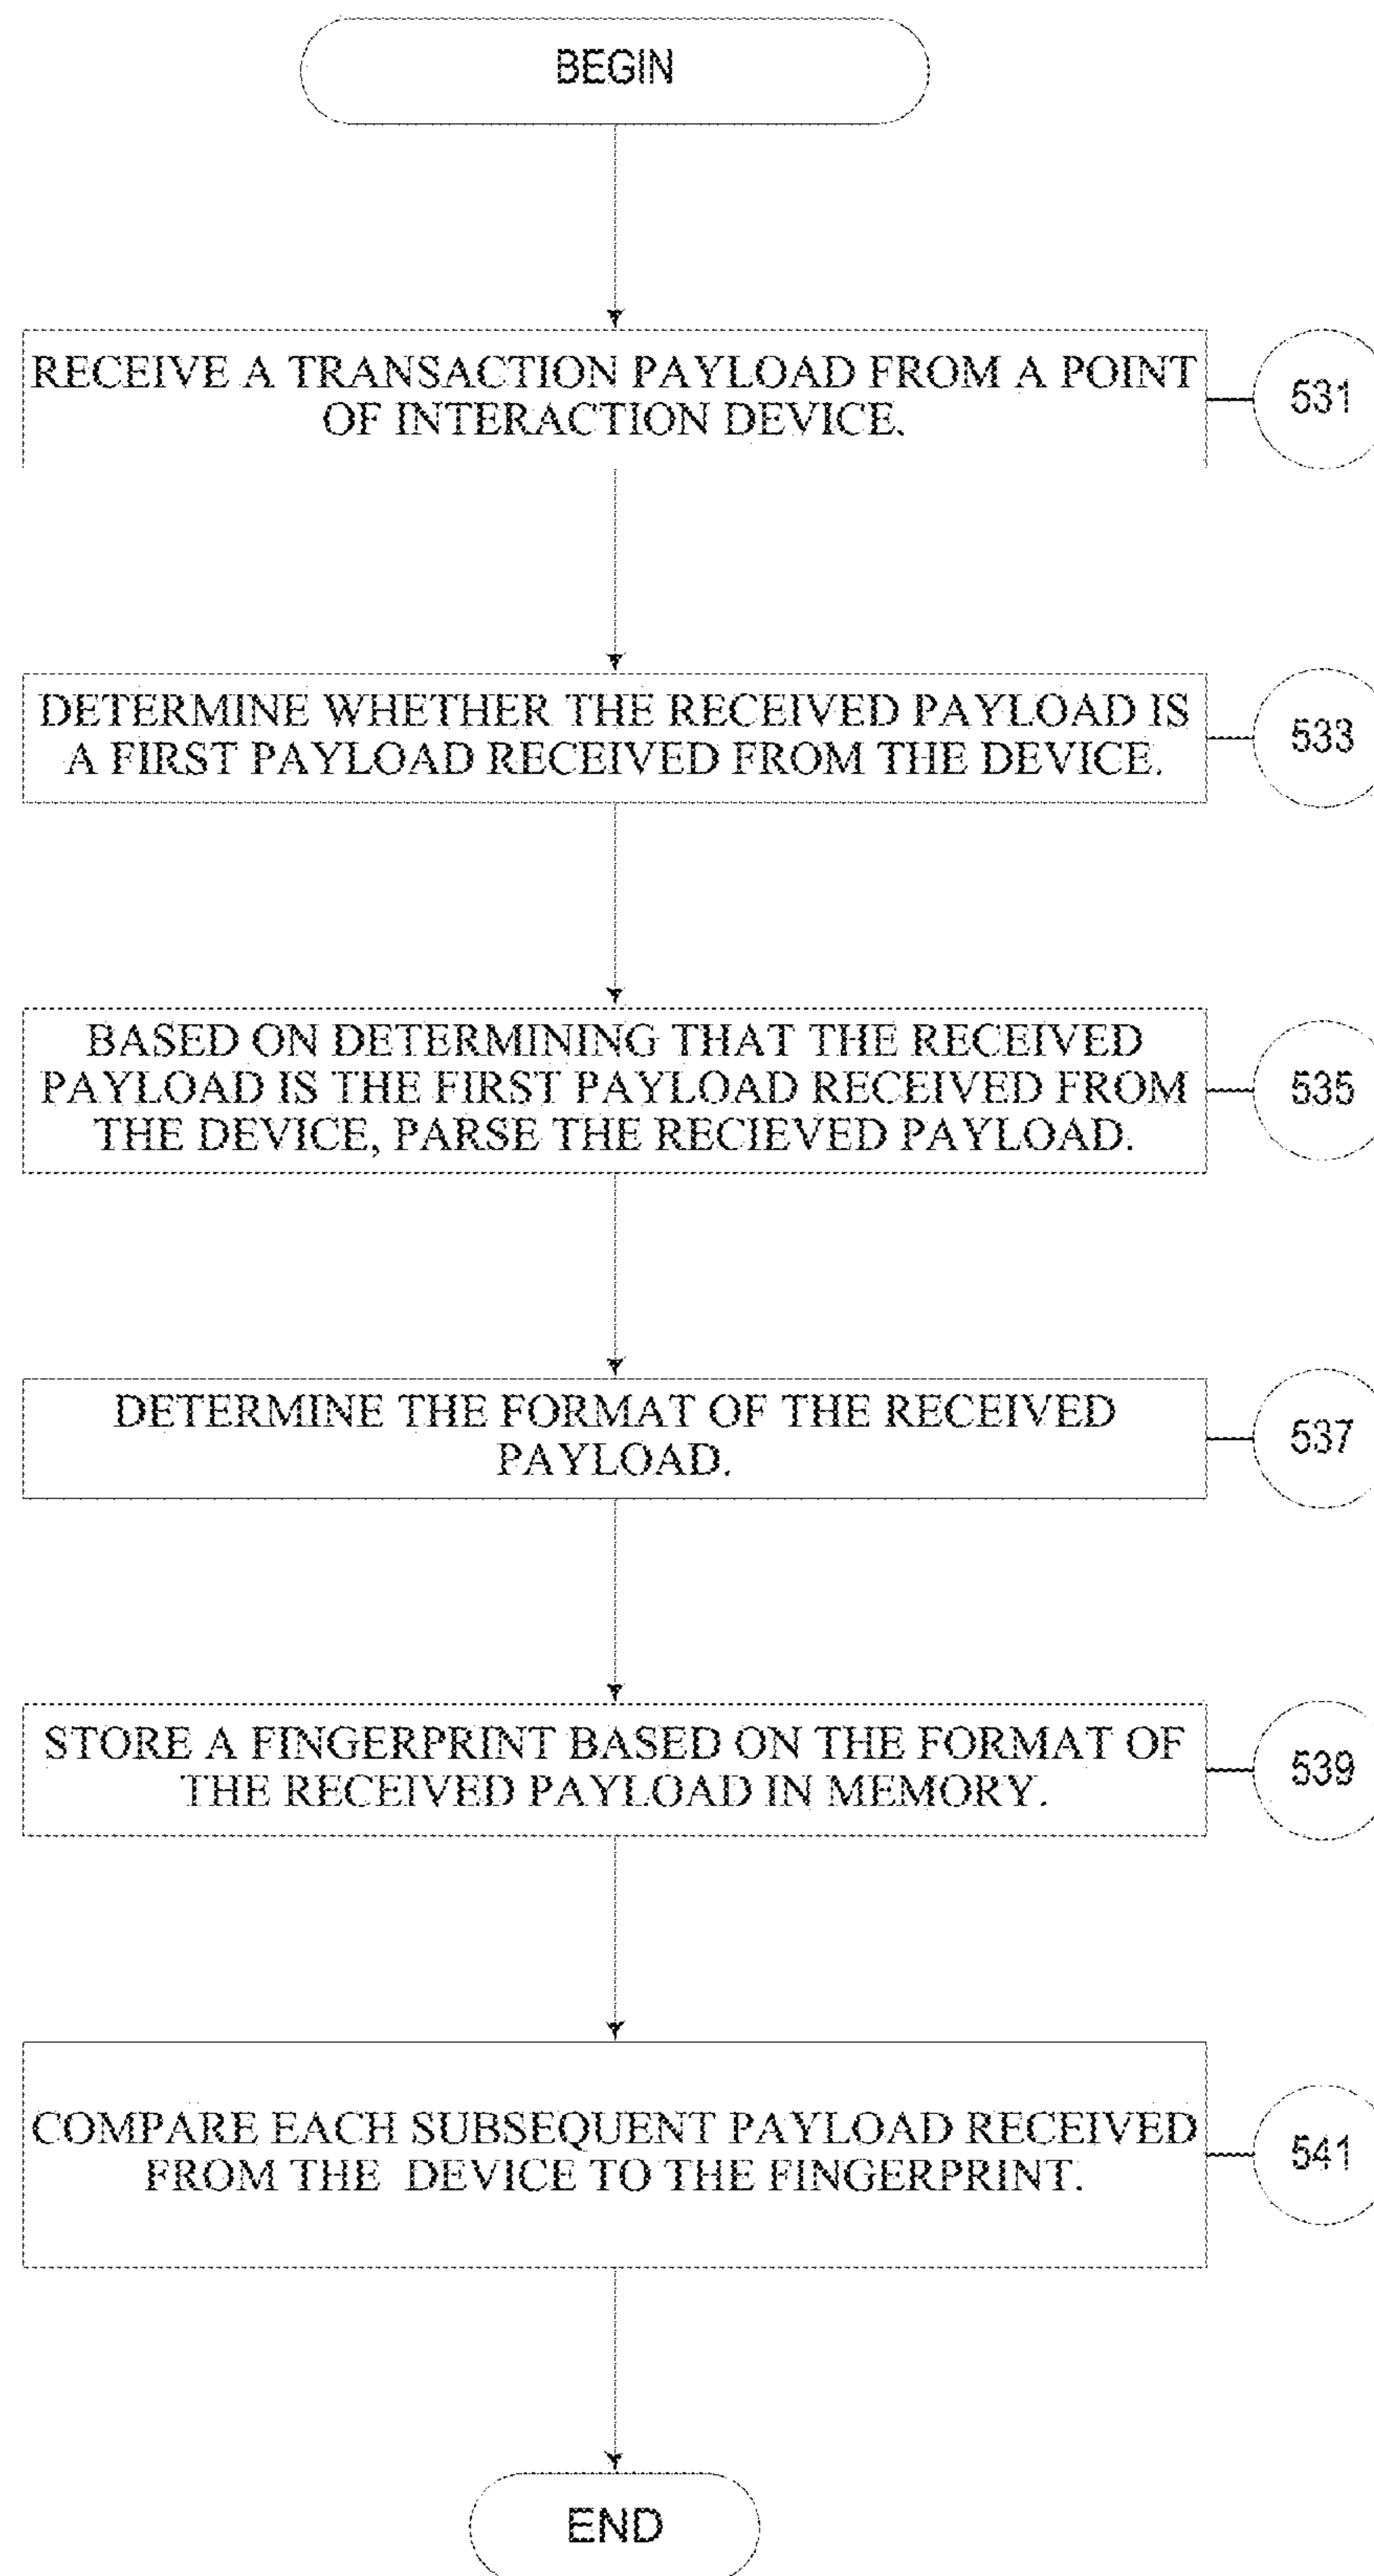 BEGIN
RECEIVE A TRANSACTION PAYLOAD FROM A POINT
OF INTERACTION DEVICE.
531
DETERMINE WHETHER THE RECEIVED PAYLOAD IS
A FIRST PAYLOAD RECEIVED FROM THE DEVICE.
533
BASED ON DETERMINING THAT THE RECEIVED
PAYLOAD IS THE FIRST PAYLOAD RECEIVED FROM
THE DEVICE, PARSE THE RECIEVED PAYLOAD.
535
DETERMINE THE FORMAT OF THE RECEIVED
PAYLOAD.
537
STORE A FINGERPRINT BASED ON THE FORMAT OF
THE RECEIVED PAYLOAD IN MEMORY.
539
COMPARE EACH SUBSEQUENT PAYLOAD RECEIVED
FROM THE DEVICE TO THE FINGERPRINT.
541
END